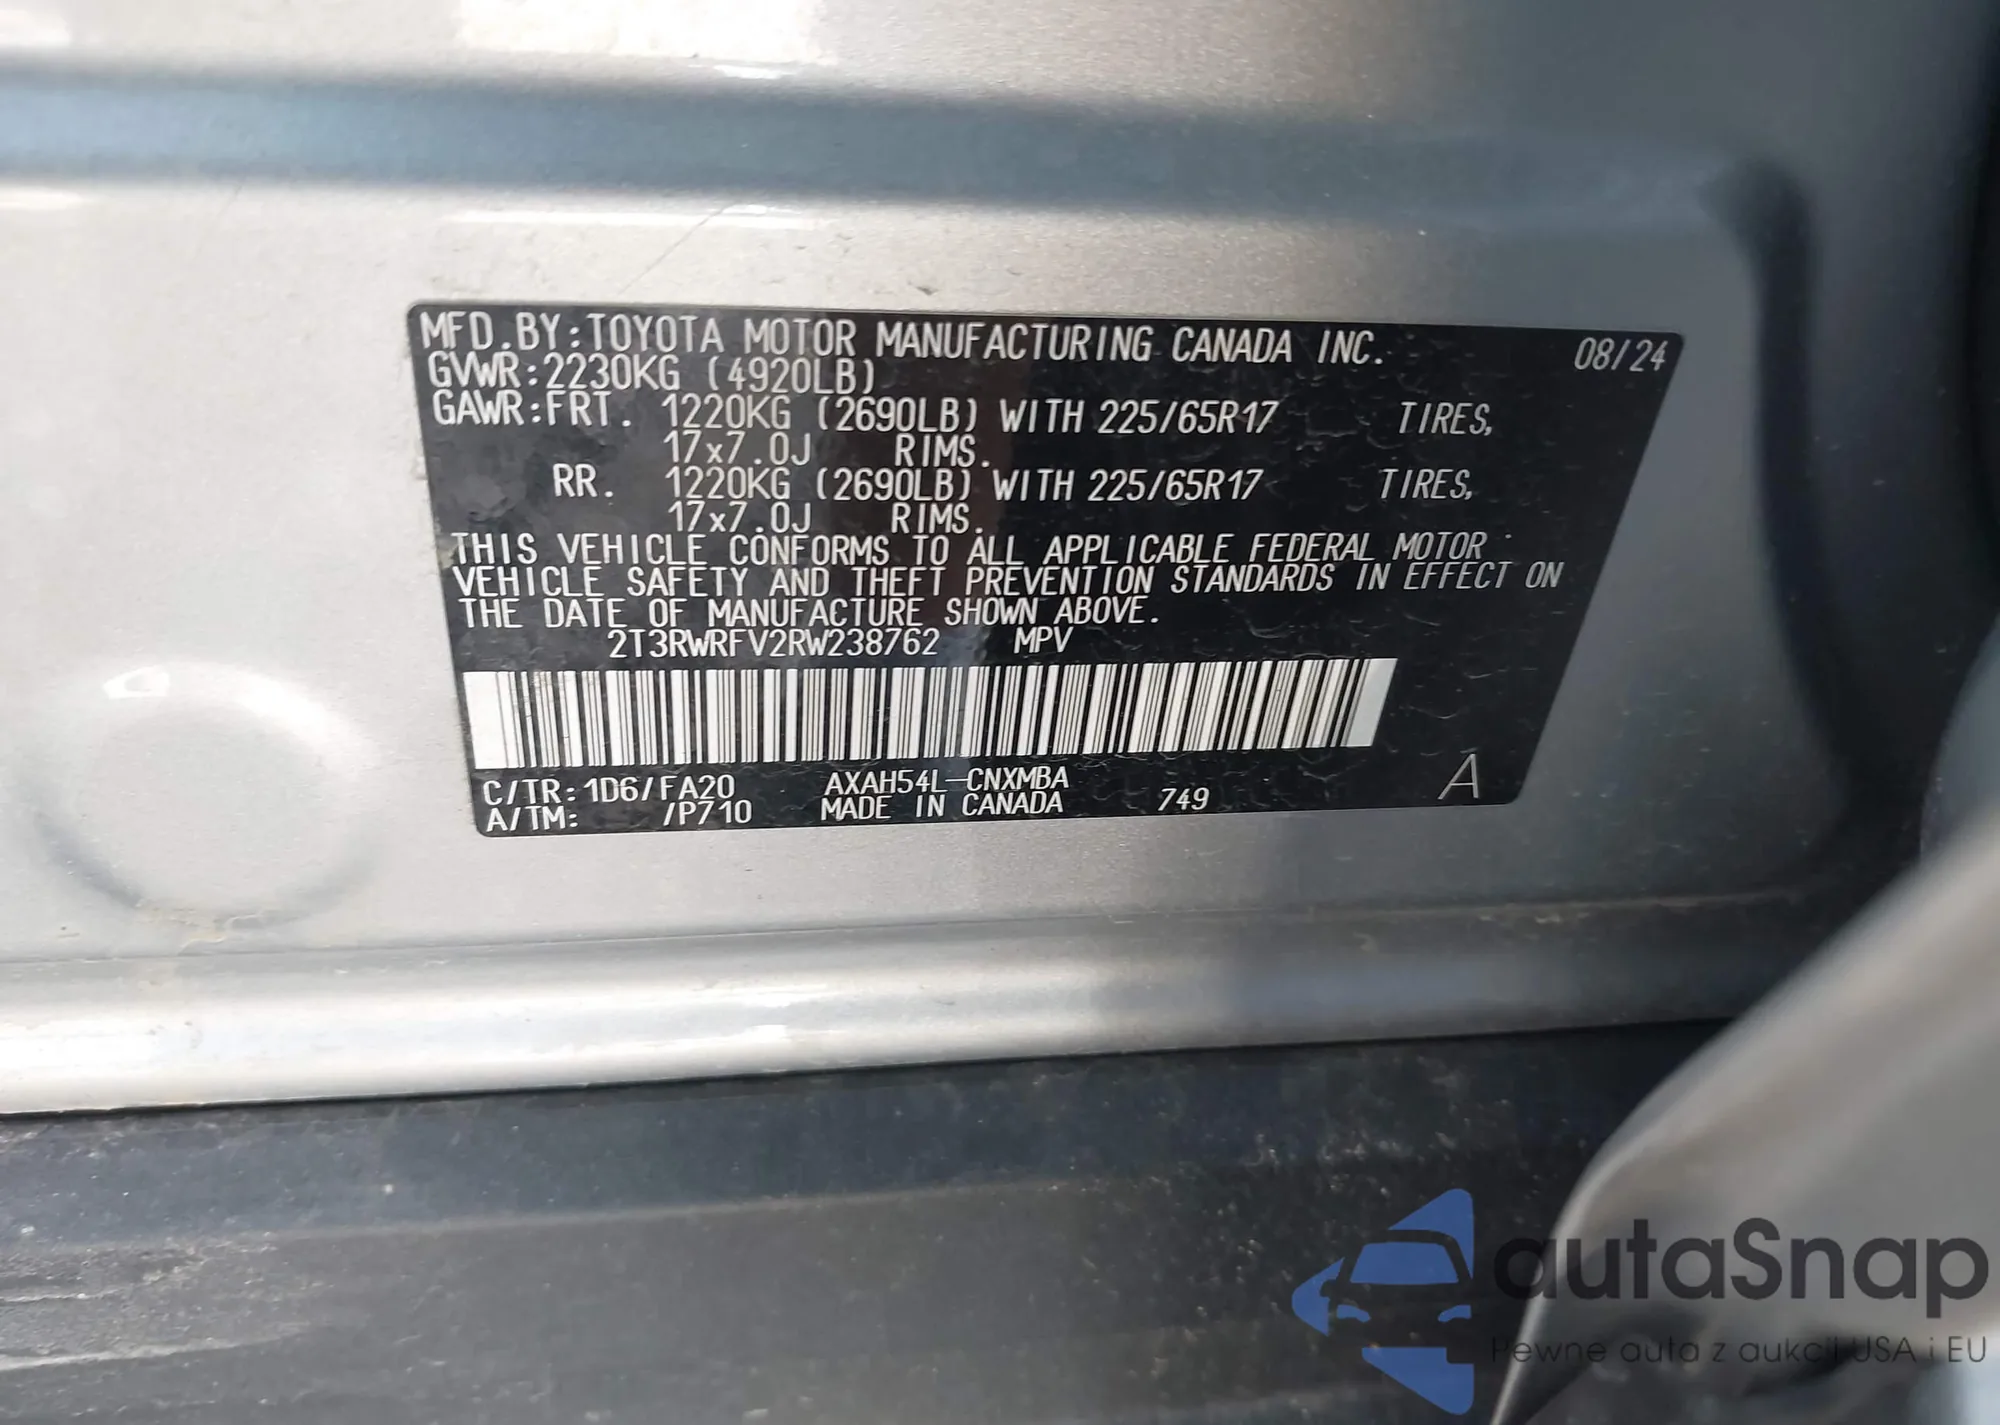 MFD.BY:TOYOTA MOTOR MANUFACTURING CANADA INC. 08/24
GVWR:2230KG (4920LB)
GAWR:FRT. 1220KG (2690LB) WITH 225/65R17 TIRES,
17x7.0J RIMS.
RR. 1220KG (2690LB) WITH 225/65R17 TIRES,
17x7.0J RIMS.
THIS VEHICLE CONFORMS TO ALL APPLICABLE FEDERAL MOTOR
VEHICLE SAFETY AND THEFT PREVENTION STANDARDS IN EFFECT ON
THE DATE OF MANUFACTURE SHOWN ABOVE.
2T3RWRFV2RW238762 MPV
C/TR:1D6/FA20 AXAH54L-CNXMBA
A/TM: /P710 MADE IN CANADA 749 A
autaSnap
Pewne auta z aukcji USA i EU